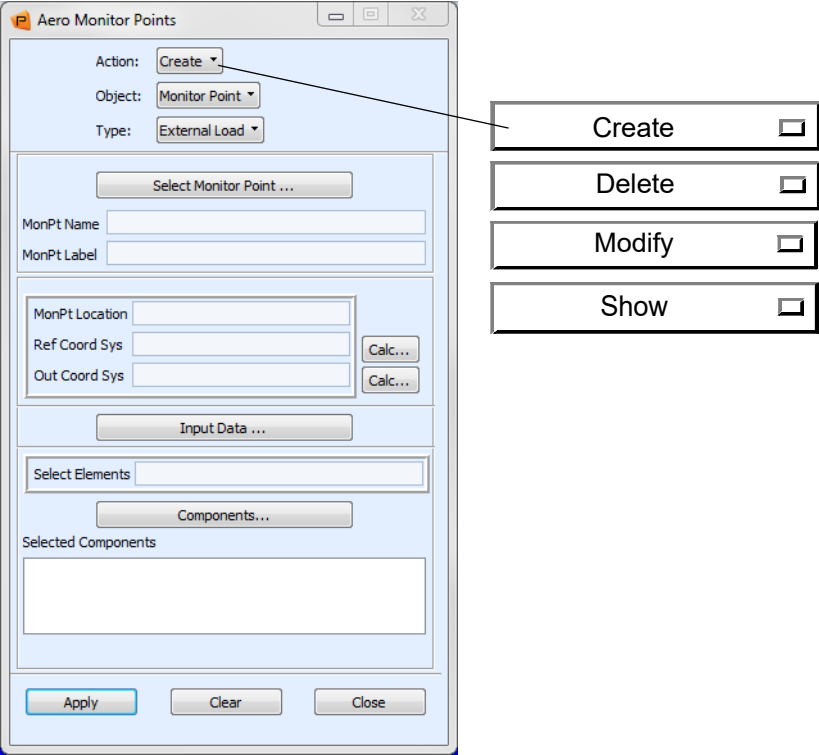 Aero Monitor Points
Action: Create
Object: Monitor Point
Type: External Load
Select Monitor Point ...
MonPt Name
MonPt Label
MonPt Location
Ref Coord Sys
Calc...
Out Coord Sys
Calc...
Input Data ...
Select Elements
Components...
Selected Components
Apply Clear Close
Create
Delete
Modify
Show